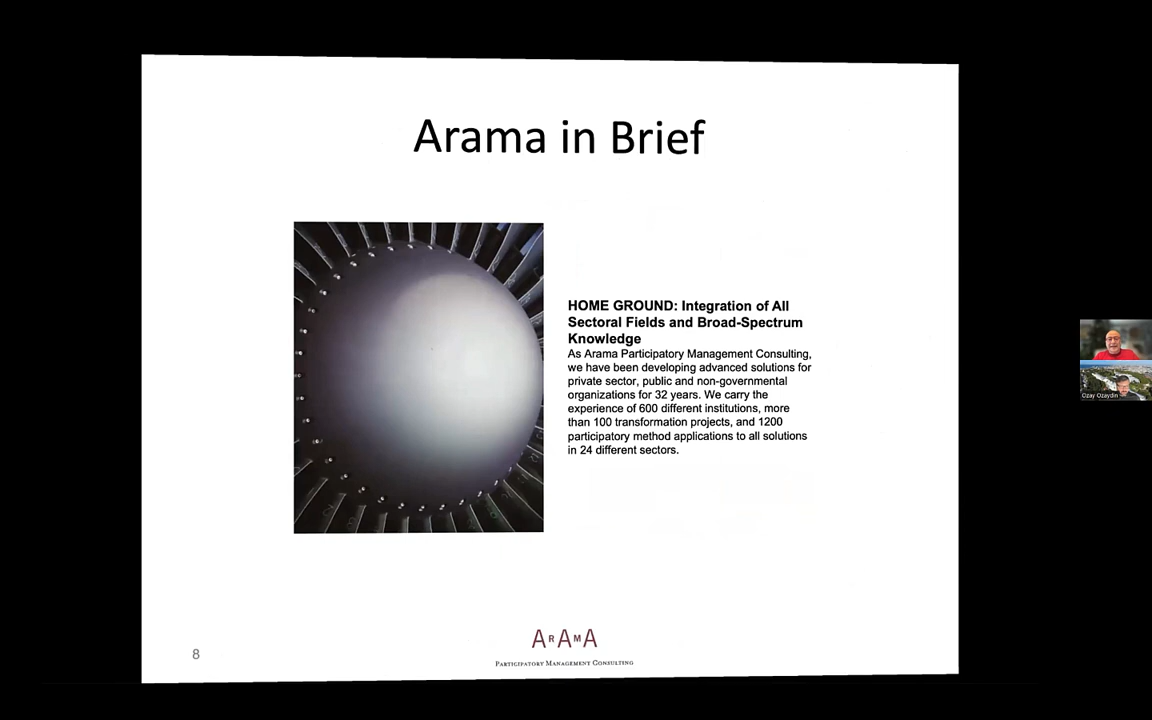 Arama in Brief
HOME GROUND: Integration of All
Sectoral Fields and Broad-Spectrum
Knowledge
As Arama Participatory Management Consulting,
we have been developing advanced solutions for
private sector, public and non-governmental
organizations for 32 years. We carry the
experience of 600 different institutions, more
than 100 transformation projects, and 1200
participatory method applications to all solutions
in 24 different sectors.
ARAMA
PARTICIPATORY MANAGEMENT CONSULTING
8
Ozay Ozaydin